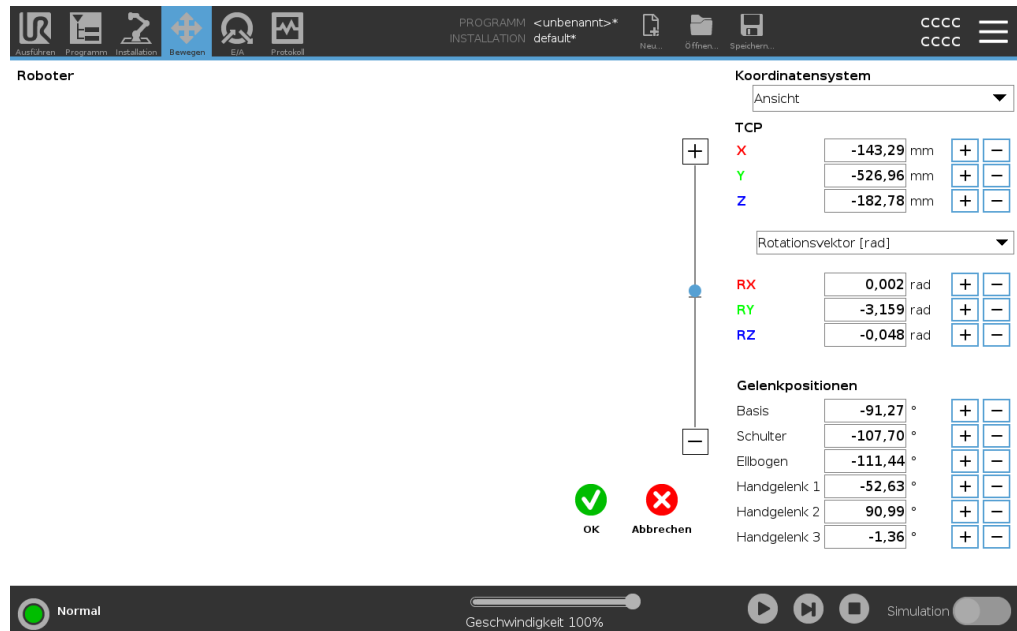 PROGRAMM <unbenannt>*
INSTALLATION default*
Ausführen Programm Installation Bewegen E/A Protokoll
Neu... Öffnen... Speichern...
CCCC
CCCC
Roboter
Koordinatensystem
Ansicht
TCP
X -143,29 mm + −
Y -526,96 mm + −
Z -182,78 mm + −
Rotationsvektor [rad]
RX 0,002 rad + −
RY -3,159 rad + −
RZ -0,048 rad + −
Gelenkpositionen
Basis -91,27 ° + −
Schulter -107,70 ° + −
Ellbogen -111,44 ° + −
Handgelenk 1 -52,63 ° + −
Handgelenk 2 90,99 ° + −
Handgelenk 3 -1,36 ° + −
+
−
OK Abbrechen
Normal
Geschwindigkeit 100%
Simulation